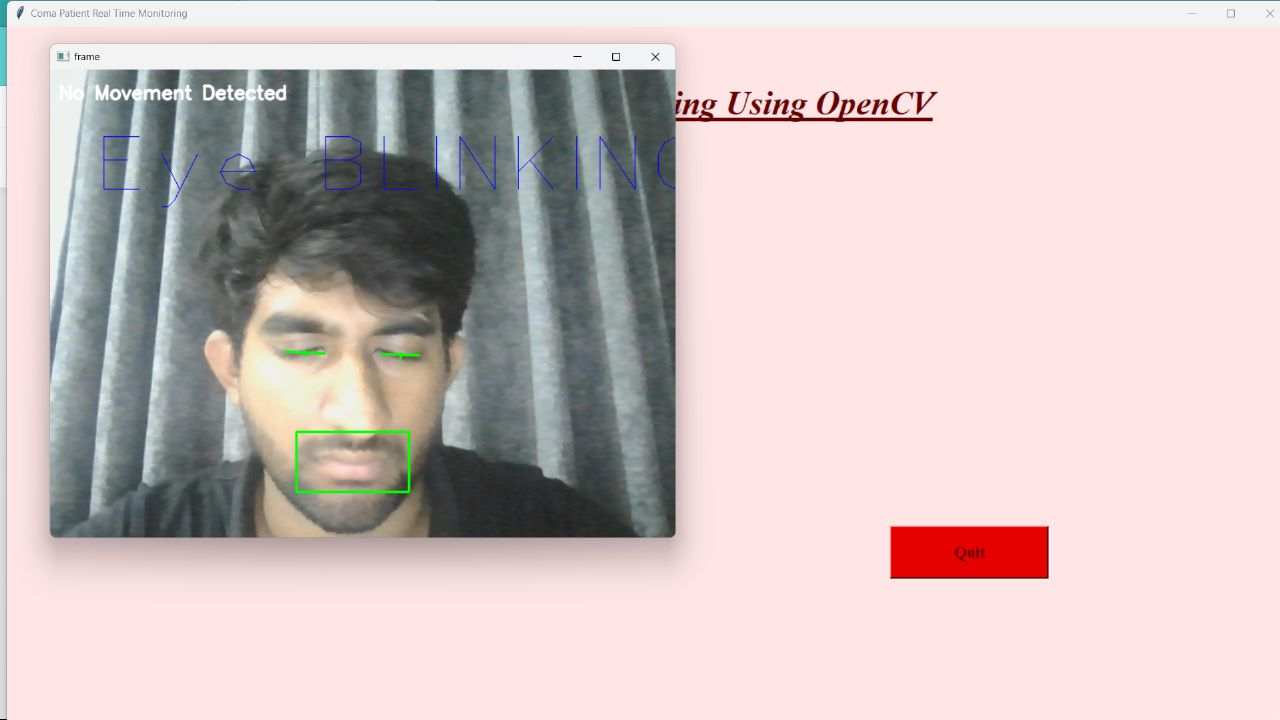 Coma Patient Real Time Monitoring
frame
No Movement Detected
ing Using OpenCV
Eye BLINKING
Quit